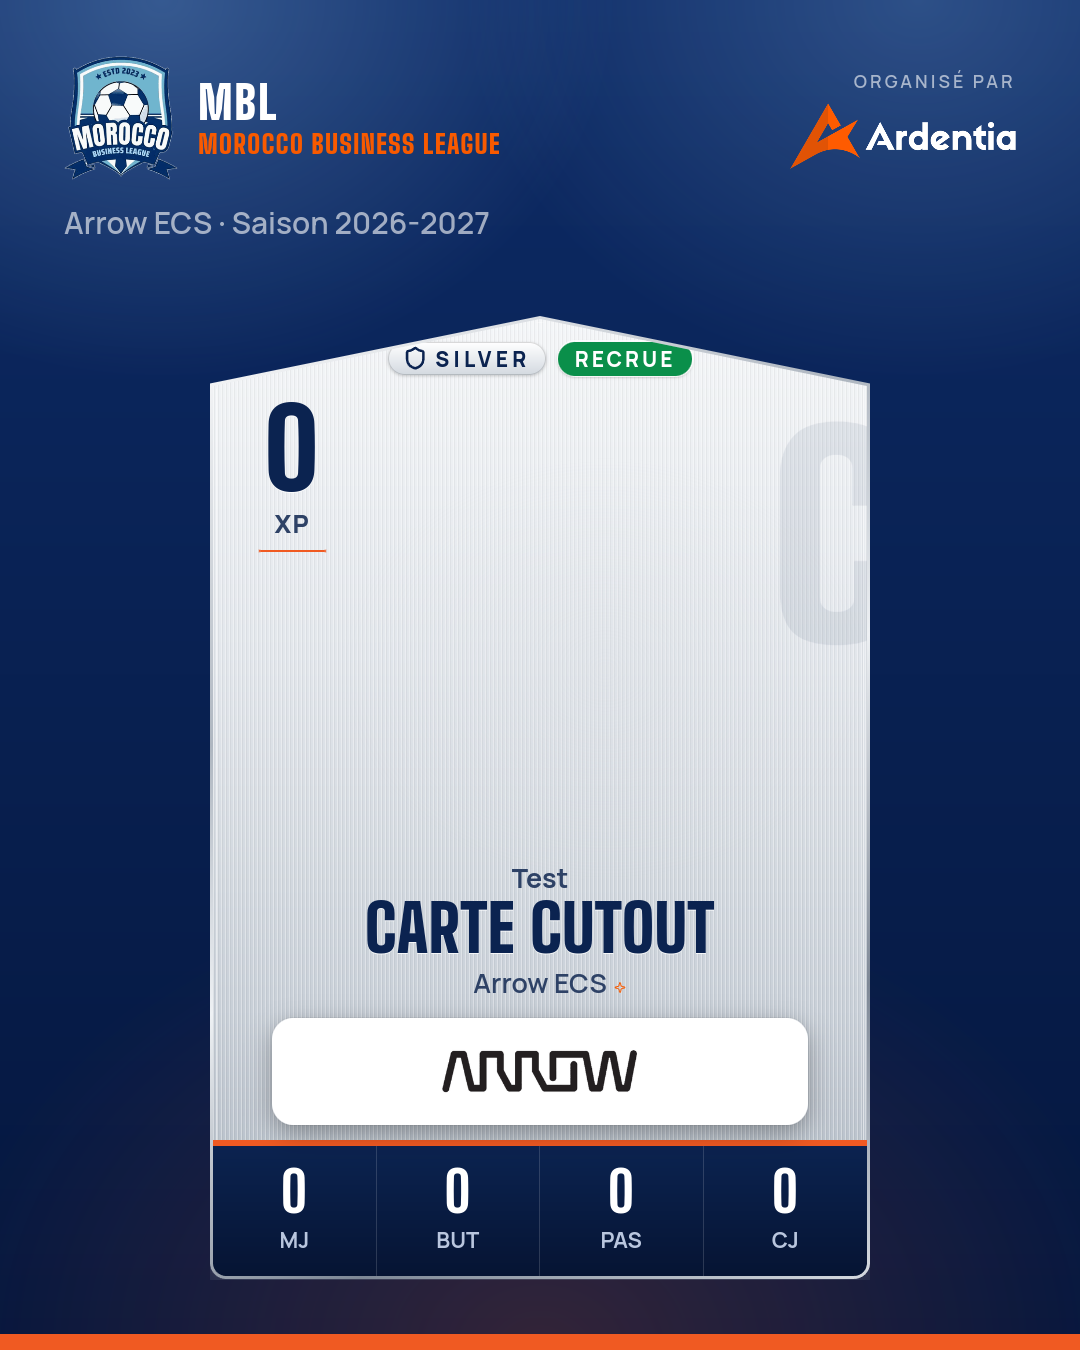 ESTD 2023
MOROCCO
BUSINESS LEAGUE
MBL
MOROCCO BUSINESS LEAGUE
ORGANISÉ PAR
Ardentia
Arrow ECS · Saison 2026-2027
SILVER
RECRUE
0
XP
C
Test
CARTE CUTOUT
Arrow ECS
ARROW
0
MJ
0
BUT
0
PAS
0
CJ